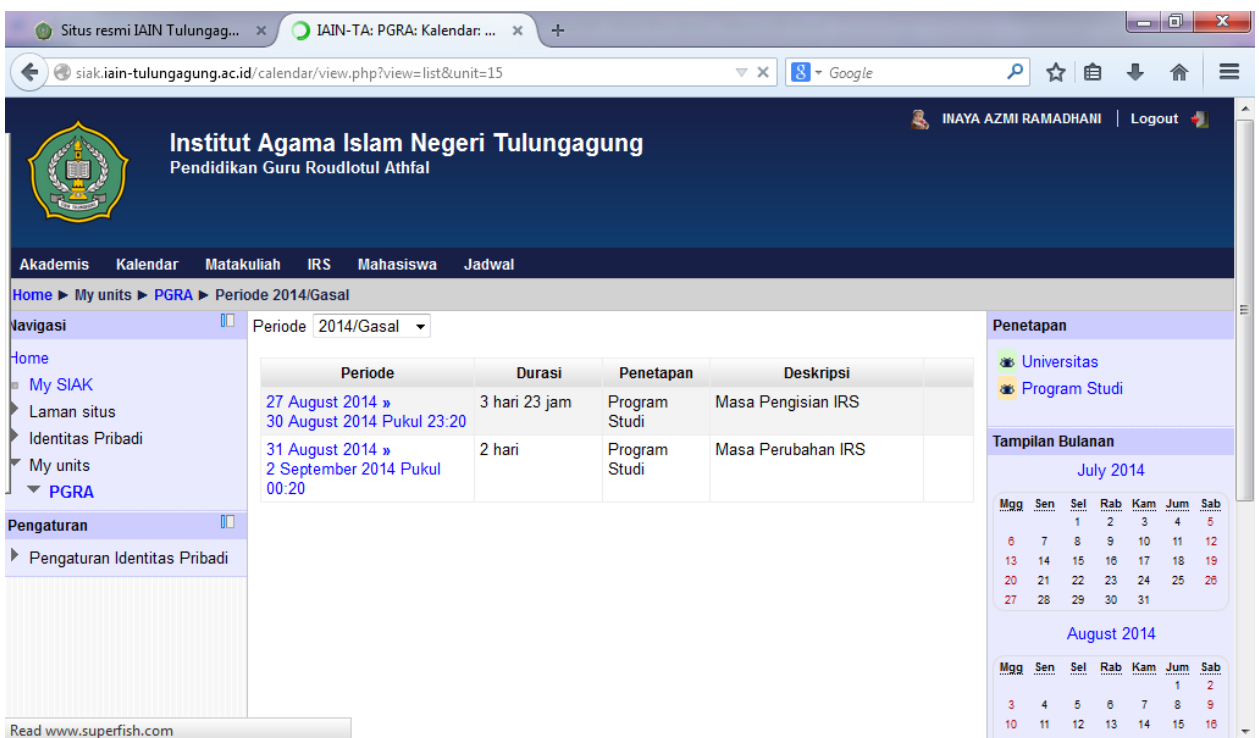 Situs resmi IAIN Tulungag...
IAIN-TA: PGRA: Kalendar: ...
siak.iain-tulungagung.ac.id/calendar/view.php?view=list&unit=15
Google
INAYA AZMI RAMADHANI | Logout
Institut Agama Islam Negeri Tulungagung
Pendidikan Guru Roudlotul Athfal
Akademis Kalendar Matakuliah IRS Mahasiswa Jadwal
Home ► My units ► PGRA ► Periode 2014/Gasal
Navigasi
Home
My SIAK
Laman situs
Identitas Pribadi
My units
PGRA
Pengaturan
Pengaturan Identitas Pribadi
Periode 2014/Gasal
Periode Durasi Penetapan Deskripsi
27 August 2014 » 3 hari 23 jam Program Masa Pengisian IRS
30 August 2014 Pukul 23:20 Studi
31 August 2014 » 2 hari Program Masa Perubahan IRS
2 September 2014 Pukul Studi
00:20
Penetapan
Universitas
Program Studi
Tampilan Bulanan
July 2014
Mgg Sen Sel Rab Kam Jum Sab
1 2 3 4 5
6 7 8 9 10 11 12
13 14 15 16 17 18 19
20 21 22 23 24 25 26
27 28 29 30 31
August 2014
Mgg Sen Sel Rab Kam Jum Sab
1 2
3 4 5 6 7 8 9
10 11 12 13 14 15 16
Read www.superfish.com